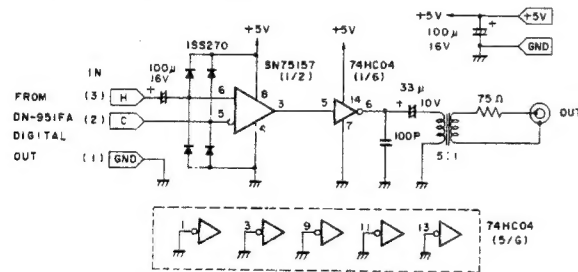 +5V
+5V
100μ
16V
GND
1SS270
+5V
+5V
IN
100μ
16V
SN75157
(1/2)
74HC04
(1/6)
FROM
(3)
H
6
8
3
5
14
6
33μ
10V
75Ω
OUT
DN-951FA
(2)
C
5
4
7
100P
DIGITAL
OUT
(1)
GND
5:1
1
3
9
11
13
74HC04
(5/6)